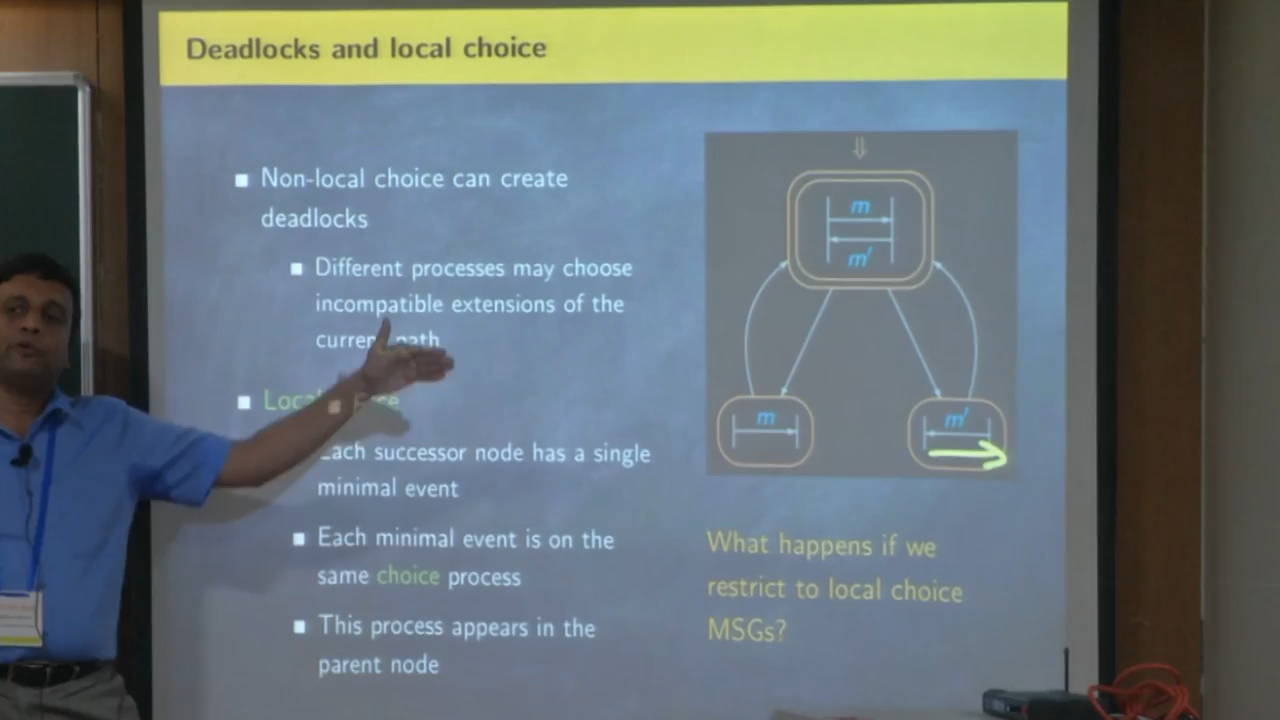 Deadlocks and local choice
Non-local choice can create
deadlocks
Different processes may choose
incompatible extensions of the
current path
Local
Each successor node has a single
minimal event
Each minimal event is on the
same choice process
This process appears in the
parent node
m
m′
m
m′
What happens if we
restrict to local choice
MSGs?